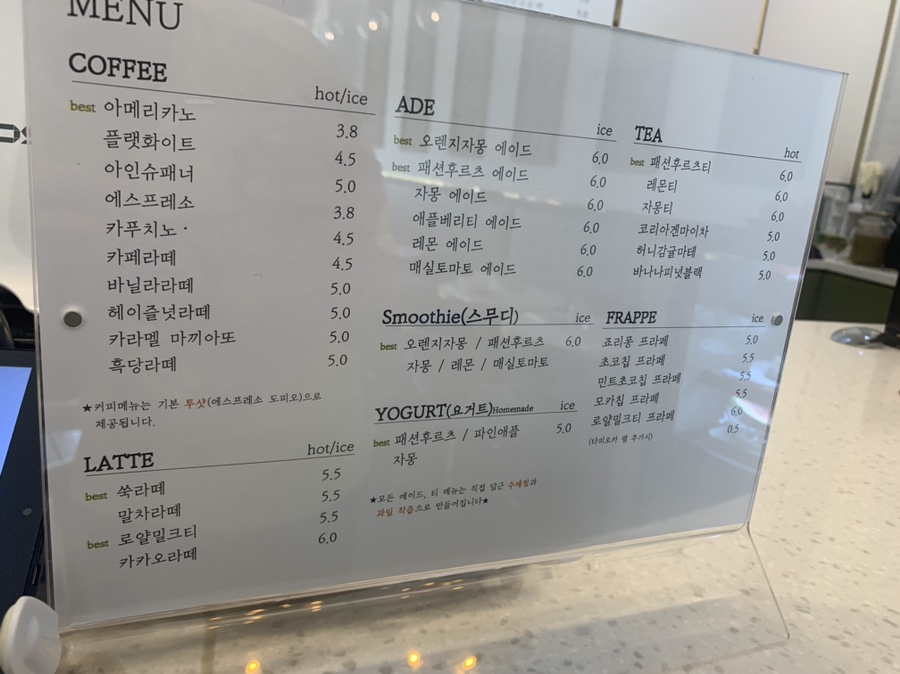 MENU
COFFEE
hot/ice
best 아메리카노 3.8
플랫화이트 4.5
아인슈패너 5.0
에스프레소 3.8
카푸치노 4.5
카페라떼 4.5
바닐라라떼 5.0
헤이즐넛라떼 5.0
카라멜 마끼아또 5.0
흑당라떼 5.0
★커피메뉴는 기본 투샷(에스프레소 도피오)으로
제공됩니다.
LATTE hot/ice
best 쑥라떼 5.5
말차라떼 5.5
best 로얄밀크티 5.5
카카오라떼 6.0
ADE ice
best 오렌지자몽 에이드 6.0
best 패션후르츠 에이드 6.0
자몽 에이드 6.0
애플베리티 에이드 6.0
레몬 에이드 6.0
매실토마토 에이드 6.0
Smoothie(스무디) ice
best 오렌지자몽 / 패션후르츠 6.0
자몽 / 레몬 / 매실토마토
YOGURT(요거트)Homemade ice
best 패션후르츠 / 파인애플 5.0
자몽
★모든 에이드, 티 메뉴는 직접 담근 수제청과
과일 착즙으로 만들어집니다★
TEA hot
best 패션후르츠티 6.0
레몬티 6.0
자몽티 6.0
코리아겐마이차 5.0
허니감귤마테 5.0
바나나피넛블랙 5.0
FRAPPE ice
죠리퐁 프라페 5.0
초코칩 프라페 5.5
민트초코칩 프라페 5.5
모카칩 프라페 5.5
로얄밀크티 프라페 6.0
(타피오카 펄 추가시) 0.5